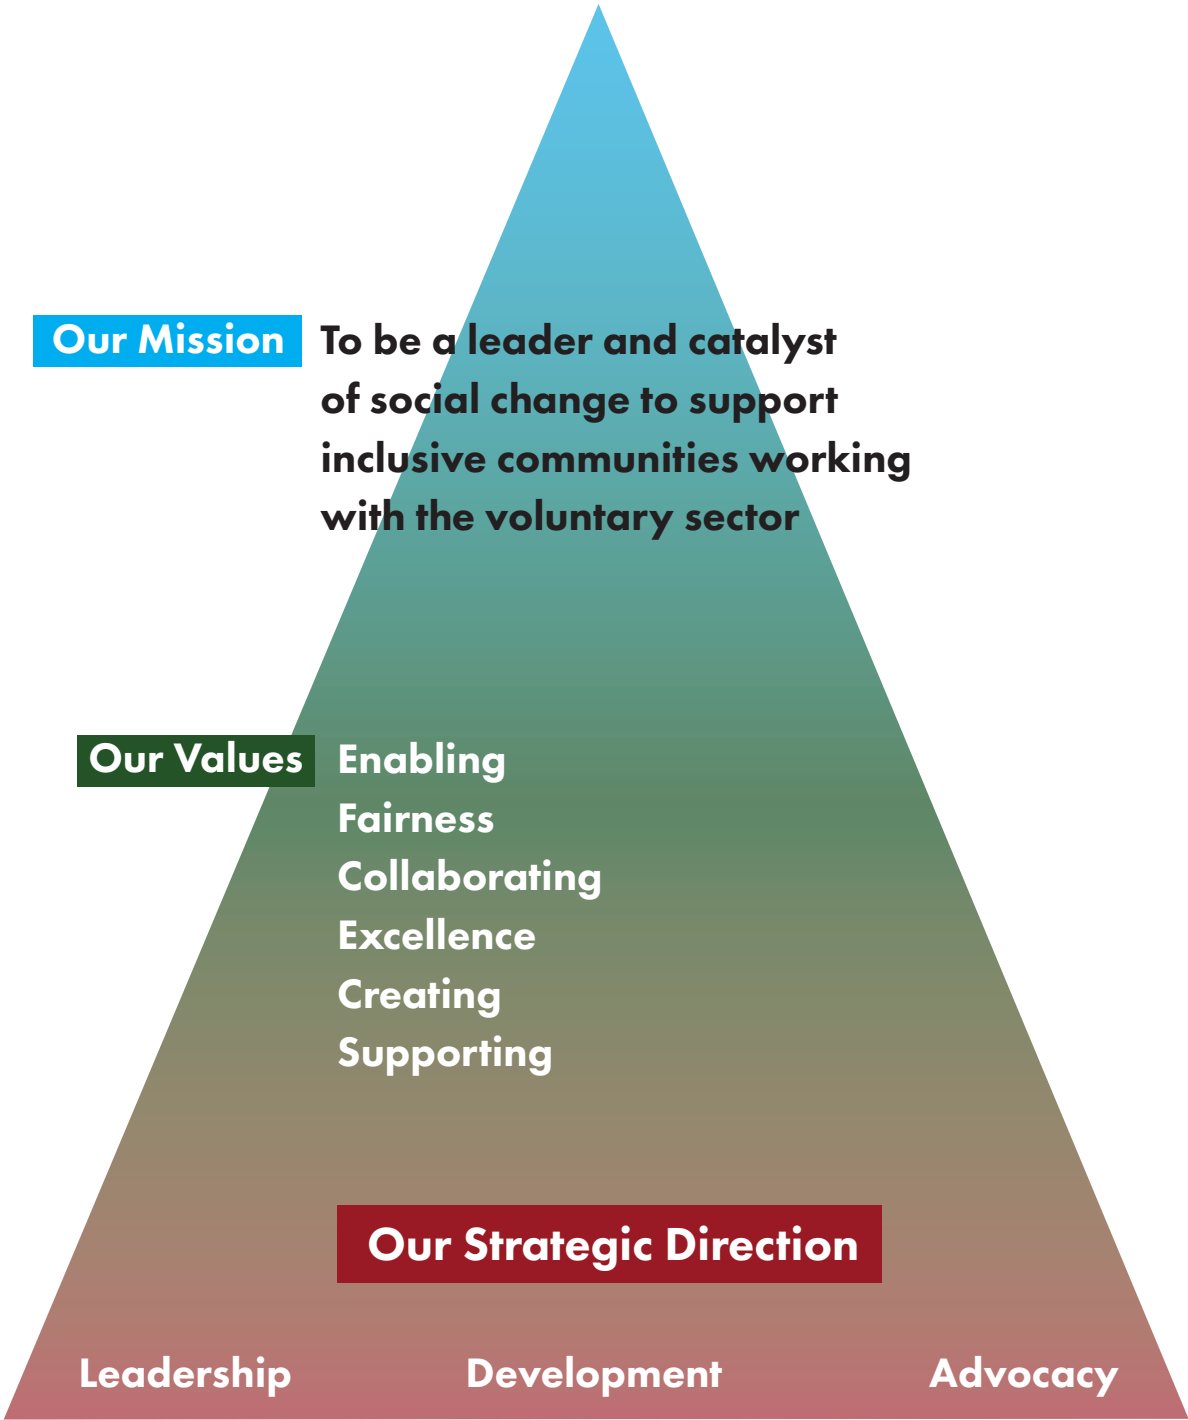 Our Mission
To be a leader and catalyst
of social change to support
inclusive communities working
with the voluntary sector
Our Values
Enabling
Fairness
Collaborating
Excellence
Creating
Supporting
Our Strategic Direction
Leadership Development Advocacy